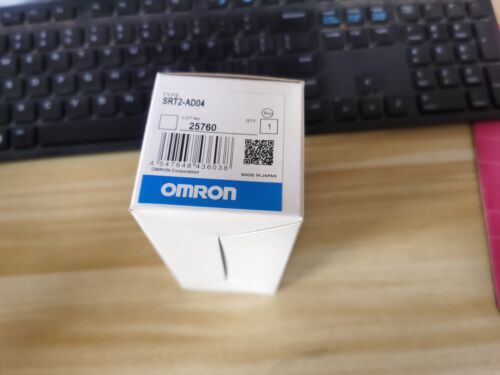 TYPE
SRT2-AD04
LOT No.
25760
QTY.
1
4 547648 436038
OMRON Corporation
MADE IN JAPAN
OMRON